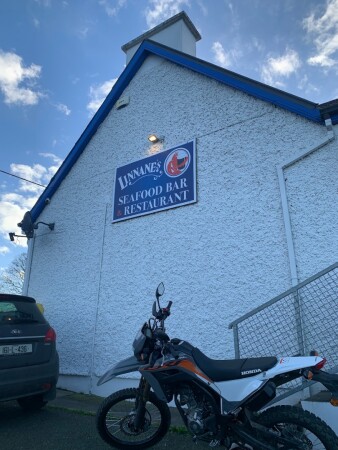 LINNANE'S
SEAFOOD BAR
& RESTAURANT
HONDA